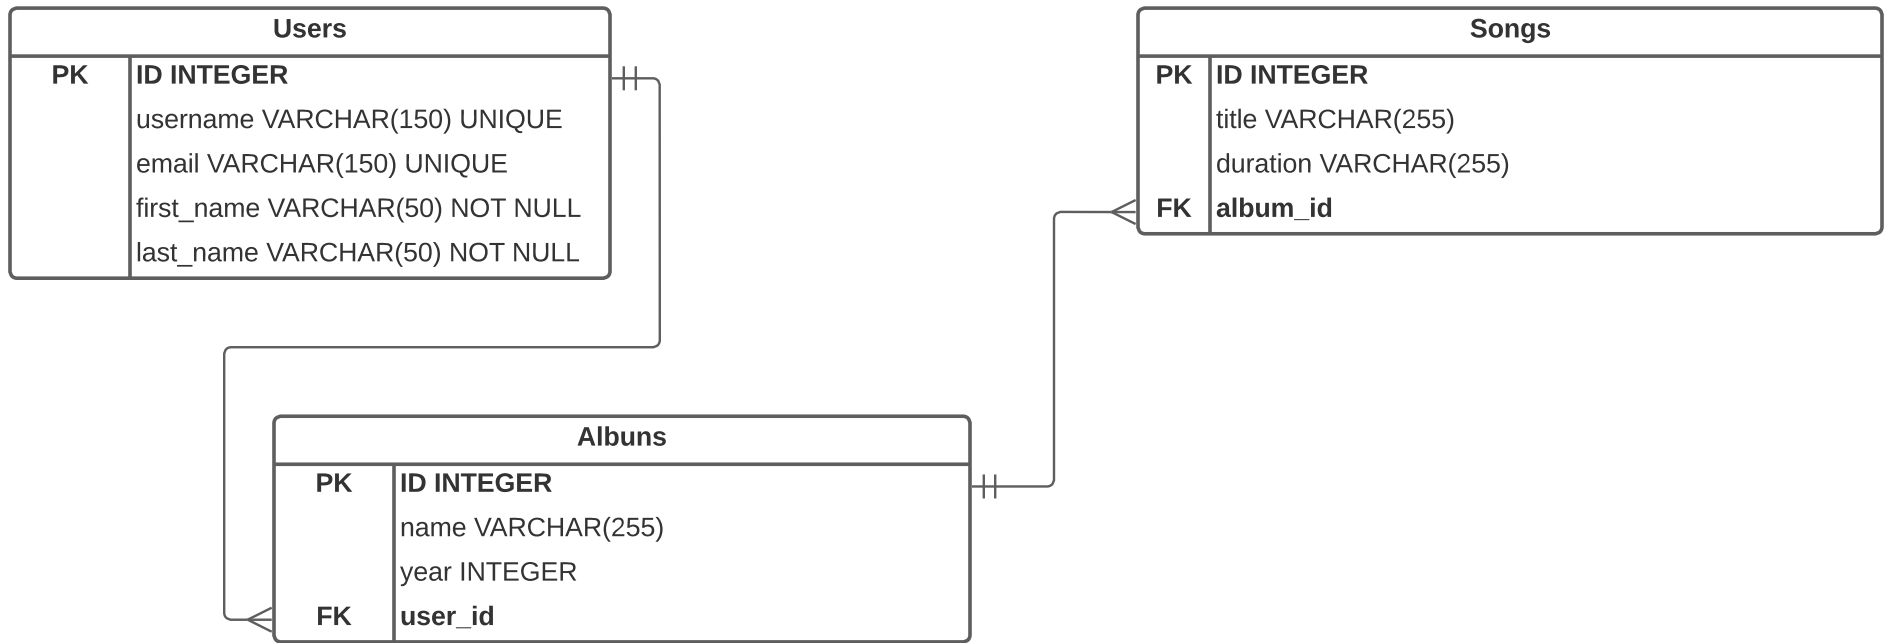 Users
PK ID INTEGER
username VARCHAR(150) UNIQUE
email VARCHAR(150) UNIQUE
first_name VARCHAR(50) NOT NULL
last_name VARCHAR(50) NOT NULL
Songs
PK ID INTEGER
title VARCHAR(255)
duration VARCHAR(255)
FK album_id
Albuns
PK ID INTEGER
name VARCHAR(255)
year INTEGER
FK user_id